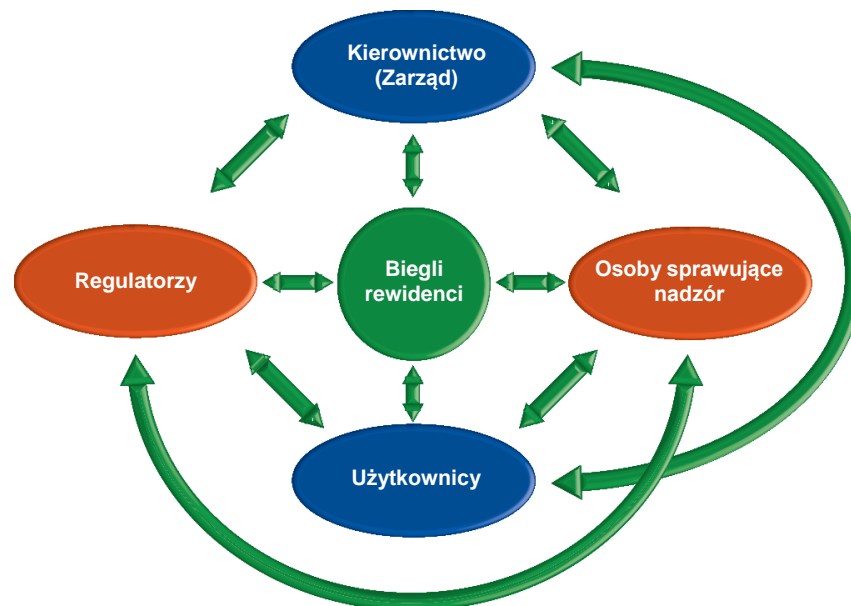 Kierownictwo
(Zarząd)
Regulatorzy
Biegli
rewidenci
Osoby sprawujące
nadzór
Użytkownicy